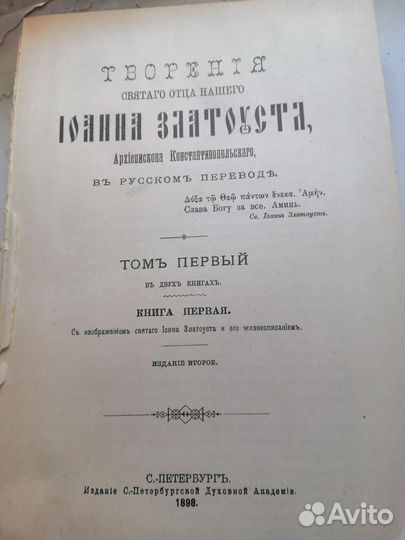 ТВОРЕНІЯ
СВЯТАГО ОТЦА НАШЕГО
ІОАННА ЗЛАТОУСТА,
Архіепископа Константинопольскаго,
ВЪ РУССКОМЪ ПЕРЕВОДѢ.
Δόξα τῷ Θεῷ πάντων ἕνεκα. Ἀμήν.
Слава Богу за все. Аминь.
Св. Іоаннъ Златоустъ.
ТОМЪ ПЕРВЫЙ
ВЪ ДВУХЪ КНИГАХЪ.
КНИГА ПЕРВАЯ.
Съ изображеніемъ святаго Іоанна Златоуста и его жизнеописаніемъ.
ИЗДАНІЕ ВТОРОЕ.
С.-ПЕТЕРБУРГЪ.
Изданіе С.-Петербургской Духовной Академіи.
1898.
Avito